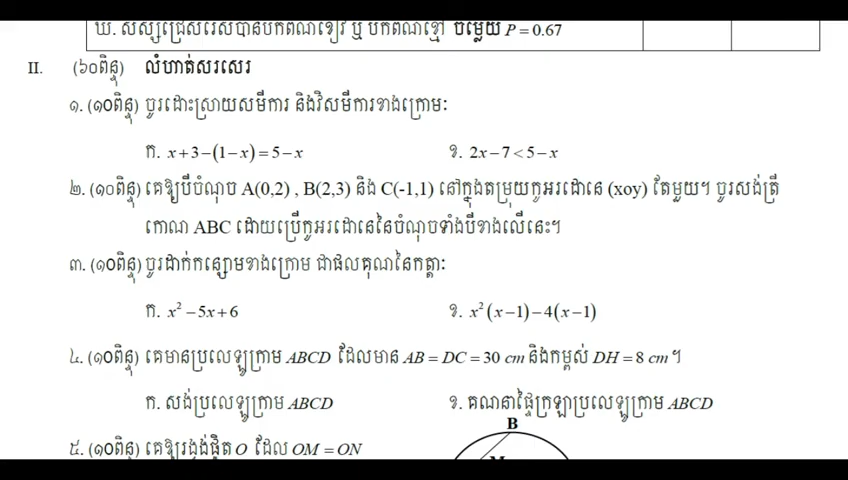 ឃ. សិស្សជ្រើសរើសបានប៊ិកពណ៌ខៀវ ឬ ប៊ិកពណ៌ខ្មៅ ចម្លើយ P = 0.67
II. (៦០ពិន្ទុ) លំហាត់សរសេរ
១. (១០ពិន្ទុ) ចូរដោះស្រាយសមីការ និងវិសមីការខាងក្រោមៈ
ក. x+3-(1-x)=5-x ខ. 2x-7<5-x
២. (១០ពិន្ទុ) គេឱ្យបីចំណុច A(0,2) , B(2,3) និង C(-1,1) នៅក្នុងតម្រុយកូអរដោនេ (xoy) តែមួយ។ ចូរសង់ត្រី
កោណ ABC ដោយប្រើកូអរដោនេនៃចំណុចទាំងបីខាងលើនេះ។
៣. (១០ពិន្ទុ) ចូរដាក់កន្សោមខាងក្រោម ជាផលគុណនៃកត្តាៈ
ក. x²-5x+6 ខ. x²(x-1)-4(x-1)
៤. (១០ពិន្ទុ) គេមានប្រលេឡូក្រាម ABCD ដែលមាន AB = DC = 30 cm និងកម្ពស់ DH = 8 cm ។
ក. សង់ប្រលេឡូក្រាម ABCD ខ. គណនាផ្ទៃក្រឡាប្រលេឡូក្រាម ABCD
B
៥. (១០ពិន្ទុ) គេឱ្យរង្វង់ផ្ចិត O ដែល OM = ON
M